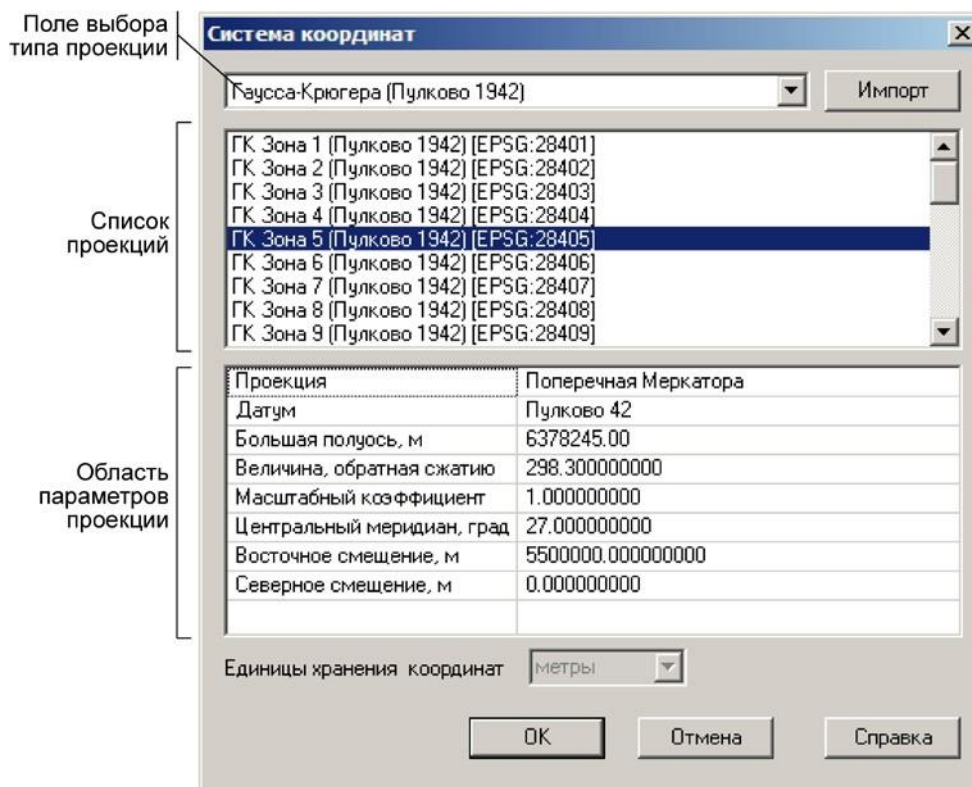 Поле выбора
типа проекции
Система координат
Гаусса-Крюгера (Пулково 1942)
Импорт
Список
проекций
ГК Зона 1 (Пулково 1942) [EPSG:28401]
ГК Зона 2 (Пулково 1942) [EPSG:28402]
ГК Зона 3 (Пулково 1942) [EPSG:28403]
ГК Зона 4 (Пулково 1942) [EPSG:28404]
ГК Зона 5 (Пулково 1942) [EPSG:28405]
ГК Зона 6 (Пулково 1942) [EPSG:28406]
ГК Зона 7 (Пулково 1942) [EPSG:28407]
ГК Зона 8 (Пулково 1942) [EPSG:28408]
ГК Зона 9 (Пулково 1942) [EPSG:28409]
Область
параметров
проекции
Проекция Поперечная Меркатора
Датум Пулково 42
Большая полуось, м 6378245.00
Величина, обратная сжатию 298.300000000
Масштабный коэффициент 1.000000000
Центральный меридиан, град 27.000000000
Восточное смещение, м 5500000.000000000
Северное смещение, м 0.000000000
Единицы хранения координат метры
OK Отмена Справка